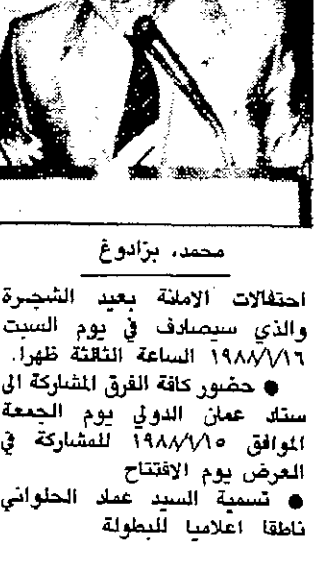 محمد، بزادوغ
احتفالات الامانة بعيد الشجرة
والذي سيصادف في يوم السبت
١٩٨٨/١/١٦ الساعة الثالثة ظهرا.
● حضور كافة الفرق المشاركة الى
ستاد عمان الدولي يوم الجمعة
الموافق ١٩٨٨/١/١٥ للمشاركة في
العرض يوم الافتتاح
● تسمية السيد عماد الحلواني
ناطقا اعلاميا للبطولة